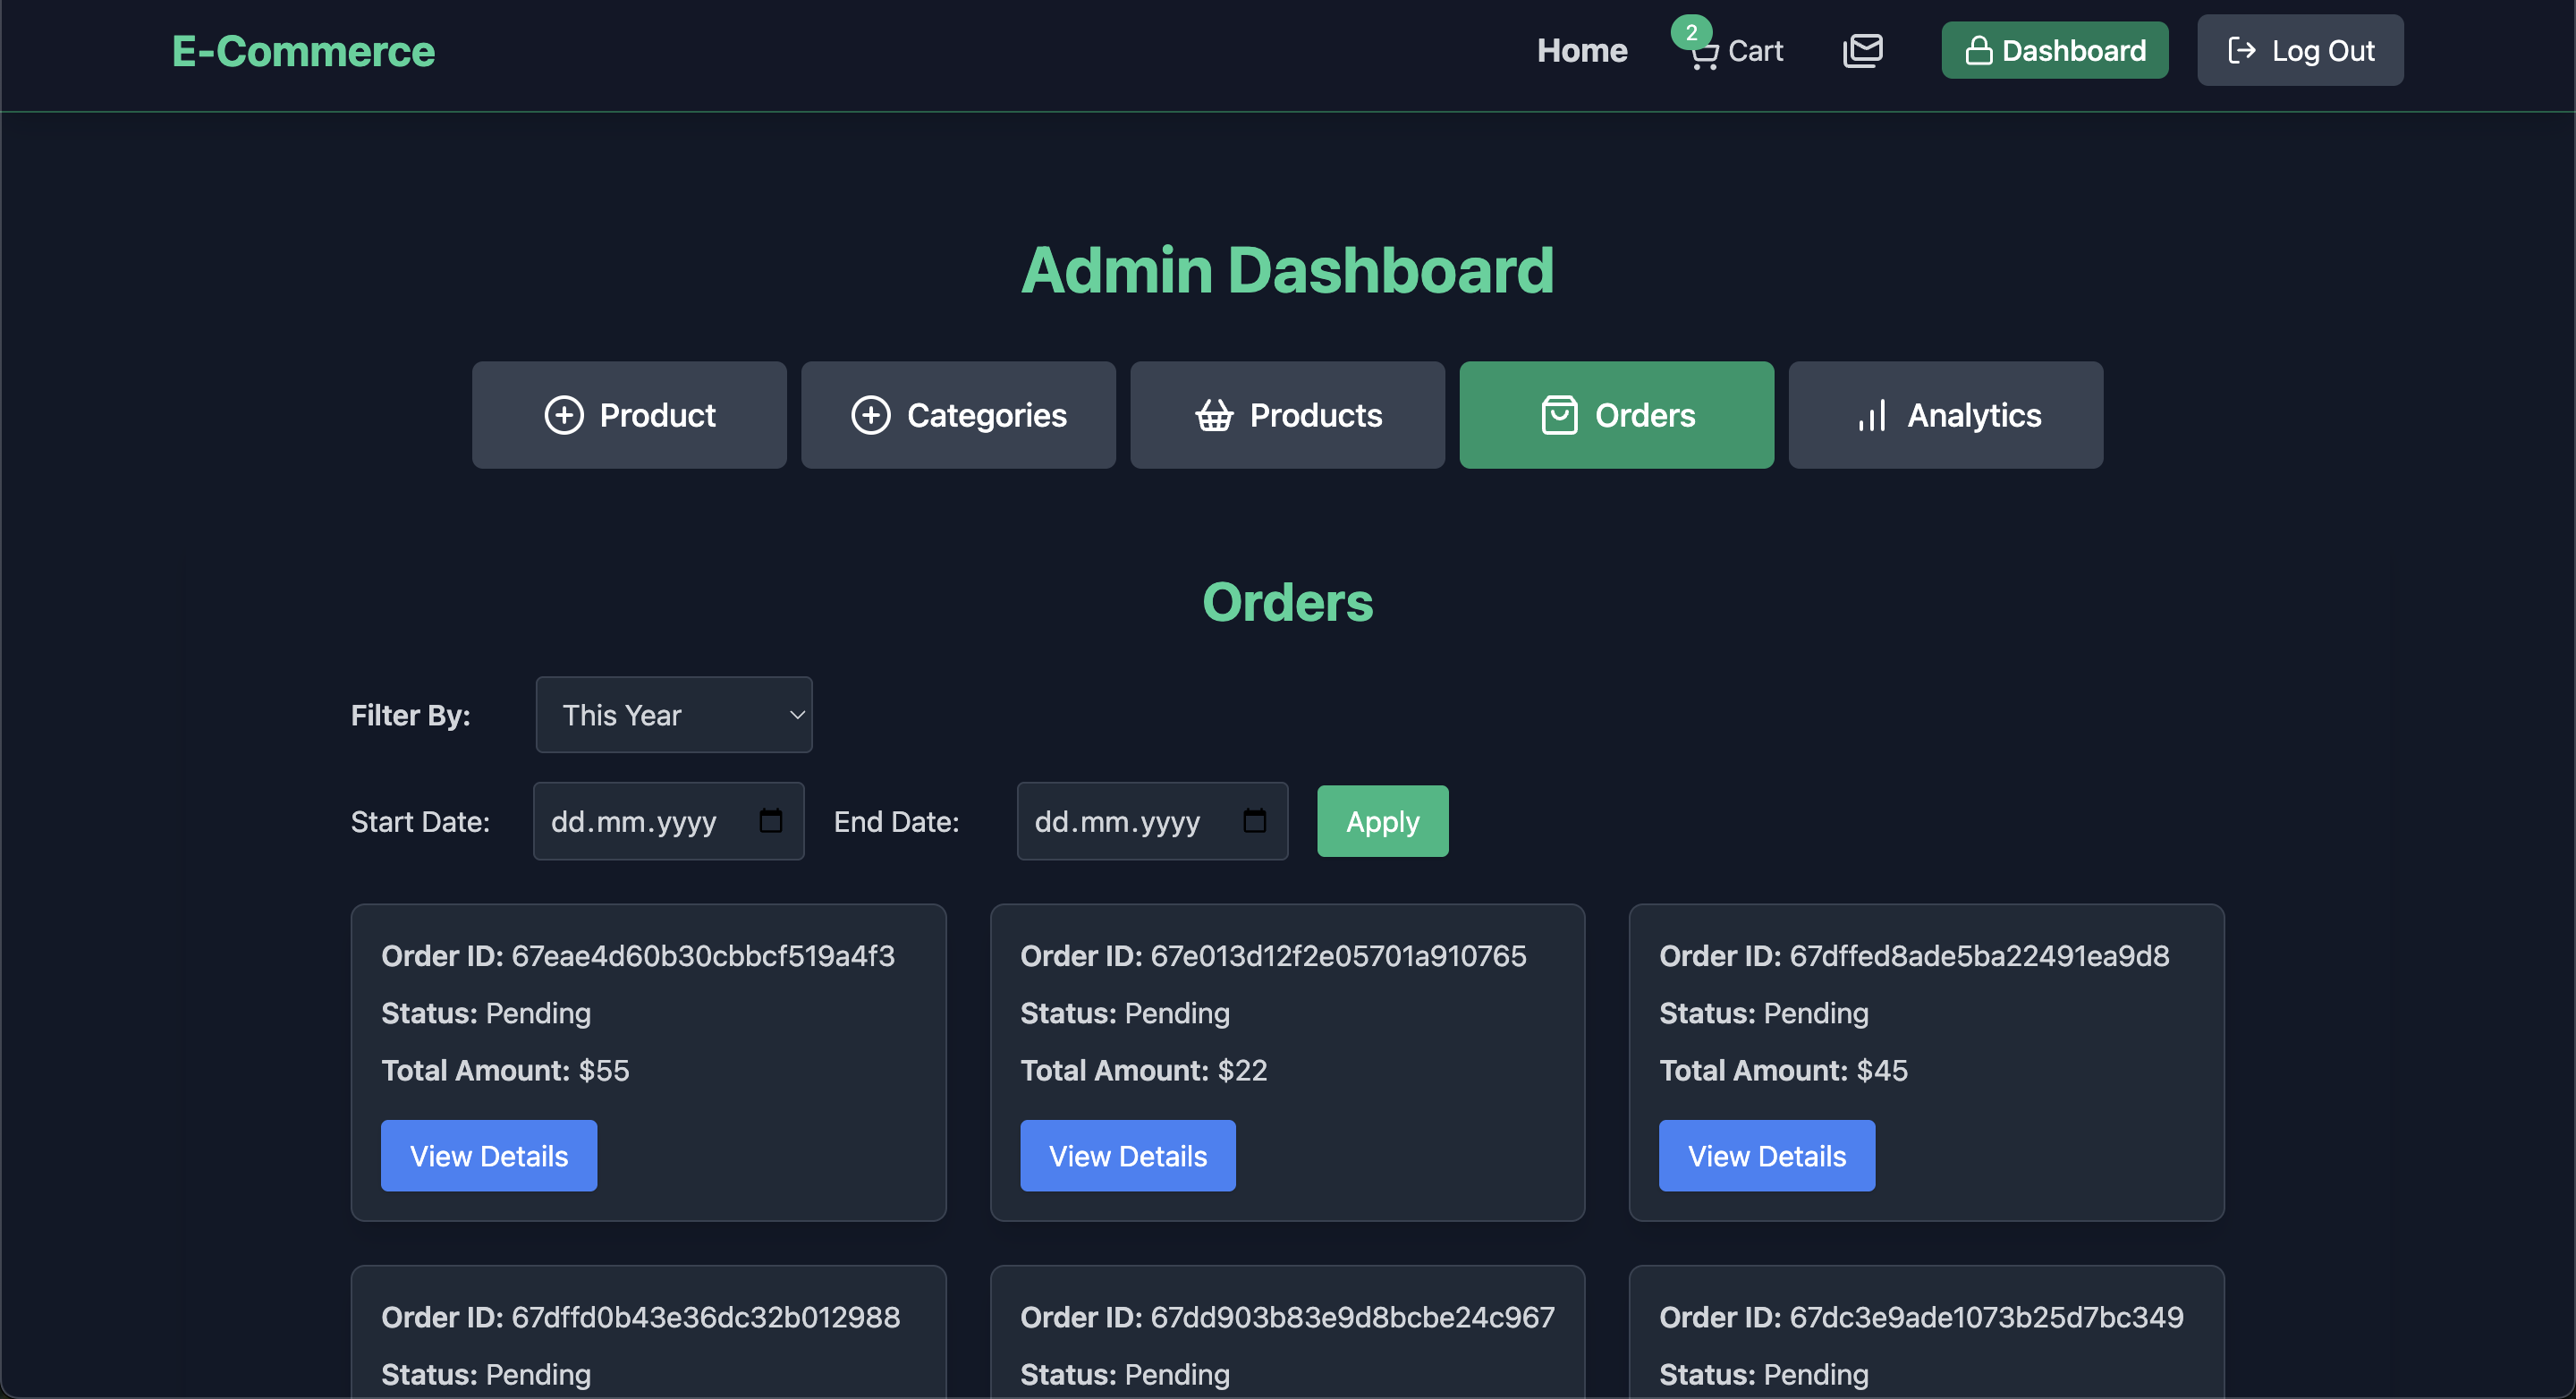 E-Commerce
Home
2
Cart
Dashboard
Log Out
Admin Dashboard
Product
Categories
Products
Orders
Analytics
Orders
Filter By: This Year
Start Date: dd.mm.yyyy End Date: dd.mm.yyyy Apply
Order ID: 67eae4d60b30cbbcf519a4f3
Status: Pending
Total Amount: $55
View Details
Order ID: 67e013d12f2e05701a910765
Status: Pending
Total Amount: $22
View Details
Order ID: 67dffed8ade5ba22491ea9d8
Status: Pending
Total Amount: $45
View Details
Order ID: 67dffd0b43e36dc32b012988
Status: Pending
Order ID: 67dd903b83e9d8bcbe24c967
Status: Pending
Order ID: 67dc3e9ade1073b25d7bc349
Status: Pending